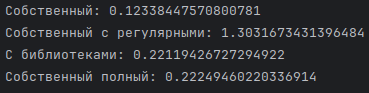 Собственный: 0.12338447570800781
Собственный с регулярными: 1.3031673431396484
С библиотеками: 0.22119426727294922
Собственный полный: 0.22249460220336914